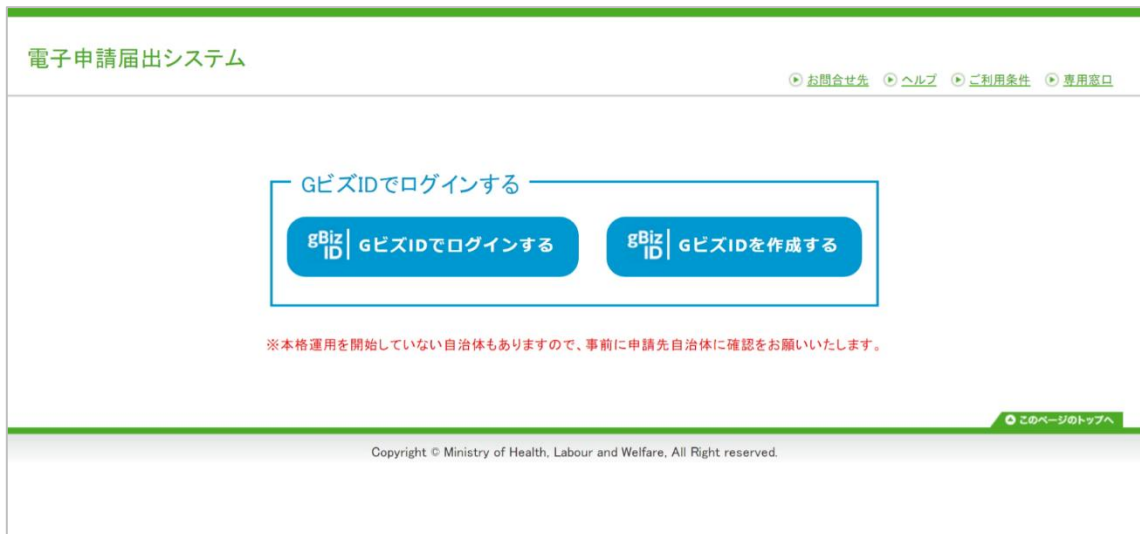 電子申請届出システム
お問合せ先 ヘルプ ご利用条件 専用窓口
GビズIDでログインする
gBiz ID GビズIDでログインする
gBiz ID GビズIDを作成する
※本格運用を開始していない自治体もありますので、事前に申請先自治体に確認をお願いいたします。
このページのトップへ
Copyright © Ministry of Health, Labour and Welfare, All Right reserved.